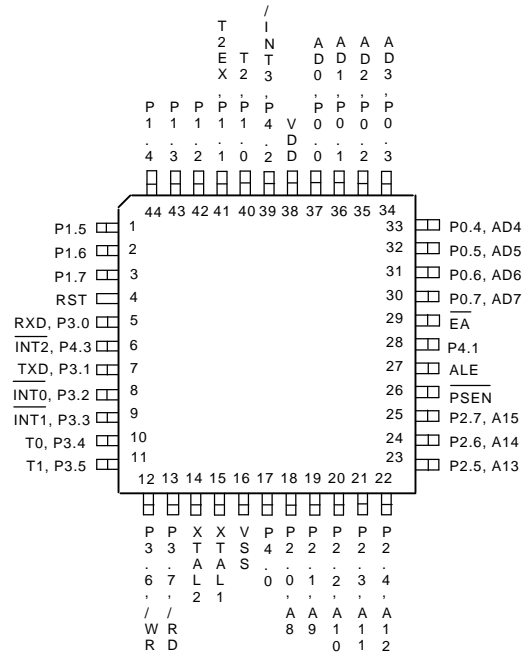 T2EX,P1.1
T2,P1.0
/INT3,P4.2
AD0,P0.0
AD1,P0.1
AD2,P0.2
AD3,P0.3
P1.4
P1.3
P1.2
VDD
44 43 42 41 40 39 38 37 36 35 34
P1.5 1
P1.6 2
P1.7 3
RST 4
RXD, P3.0 5
INT2, P4.3 6
TXD, P3.1 7
INT0, P3.2 8
INT1, P3.3 9
T0, P3.4 10
T1, P3.5 11
33 P0.4, AD4
32 P0.5, AD5
31 P0.6, AD6
30 P0.7, AD7
29 EA
28 P4.1
27 ALE
26 PSEN
25 P2.7, A15
24 P2.6, A14
23 P2.5, A13
12 13 14 15 16 17 18 19 20 21 22
P3.6,/WR
P3.7,/RD
XTAL2
XTAL1
VSS
P4.0
P2.0,A8
P2.1,A9
P2.2,A10
P2.3,A11
P2.4,A12